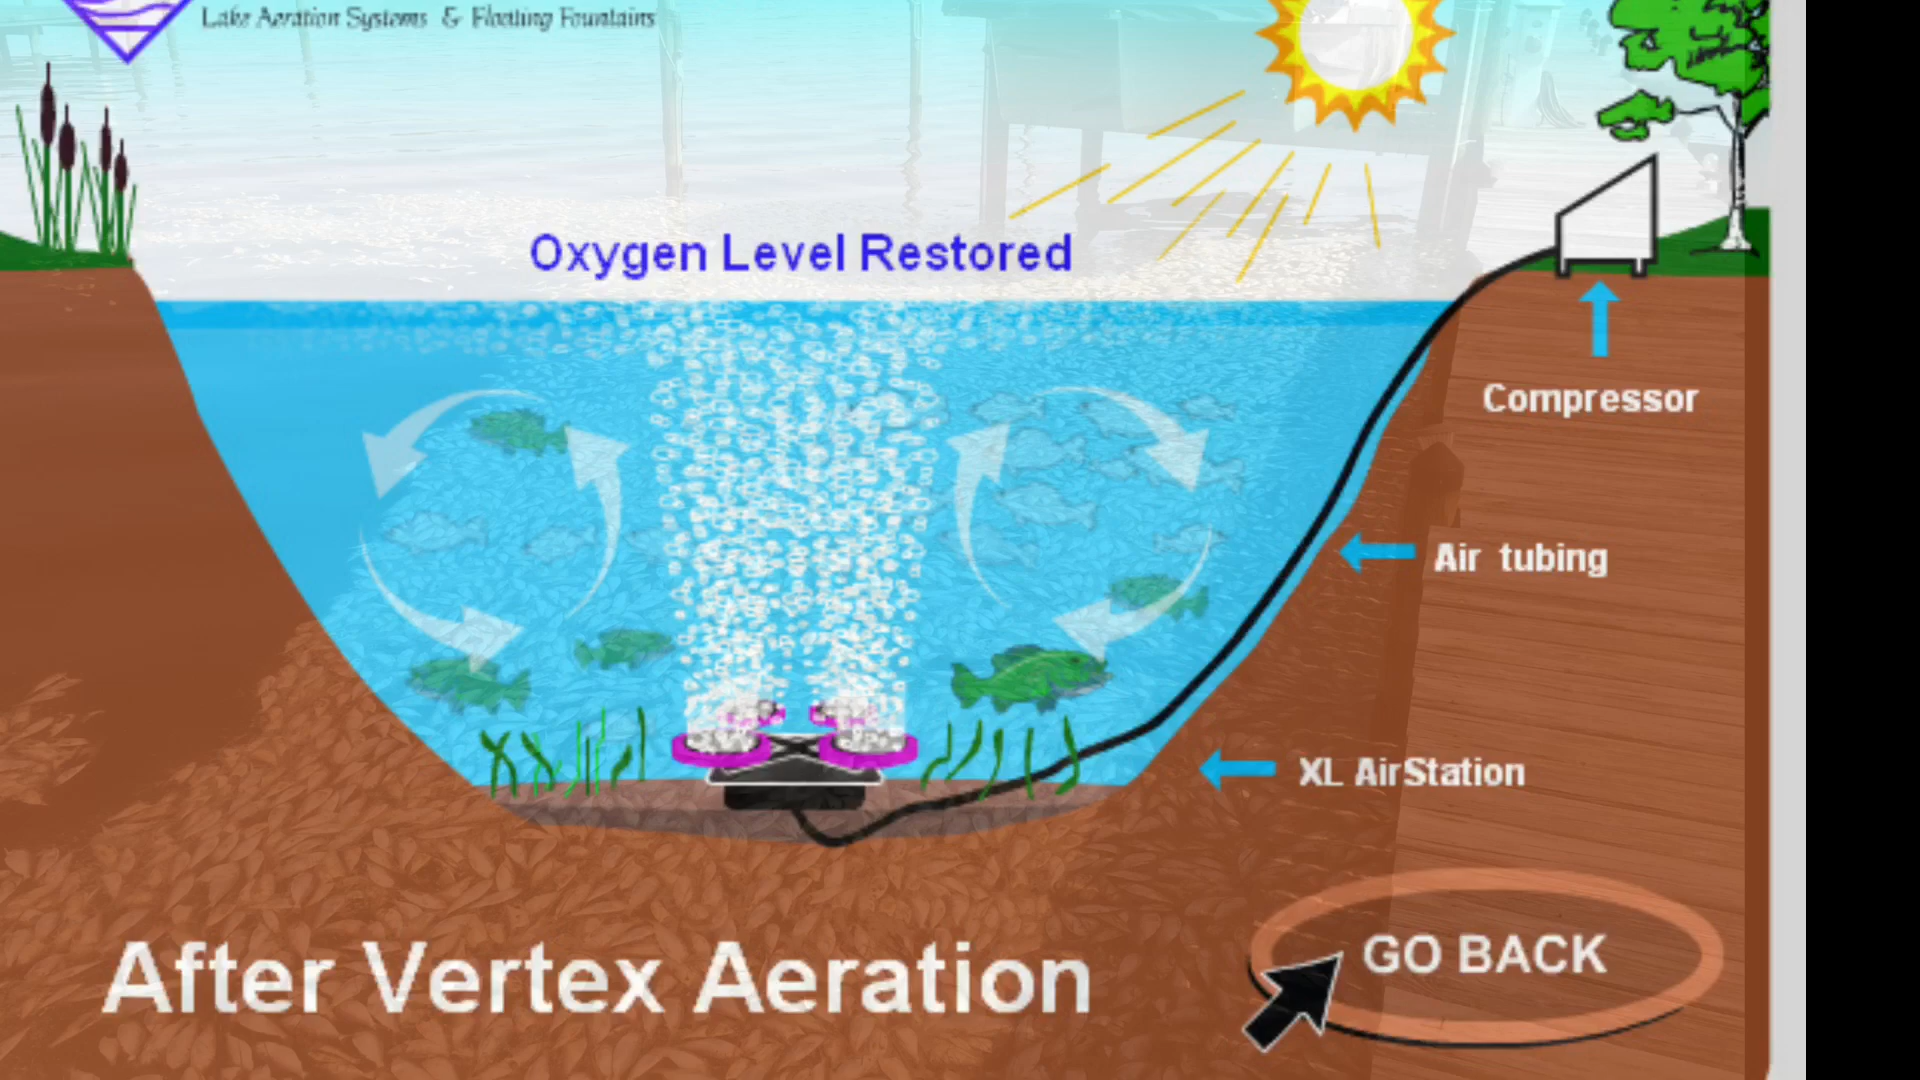 Lake Aeration Systems & Floating Fountains
Oxygen Level Restored
Compressor
Air tubing
XL AirStation
After Vertex Aeration
GO BACK